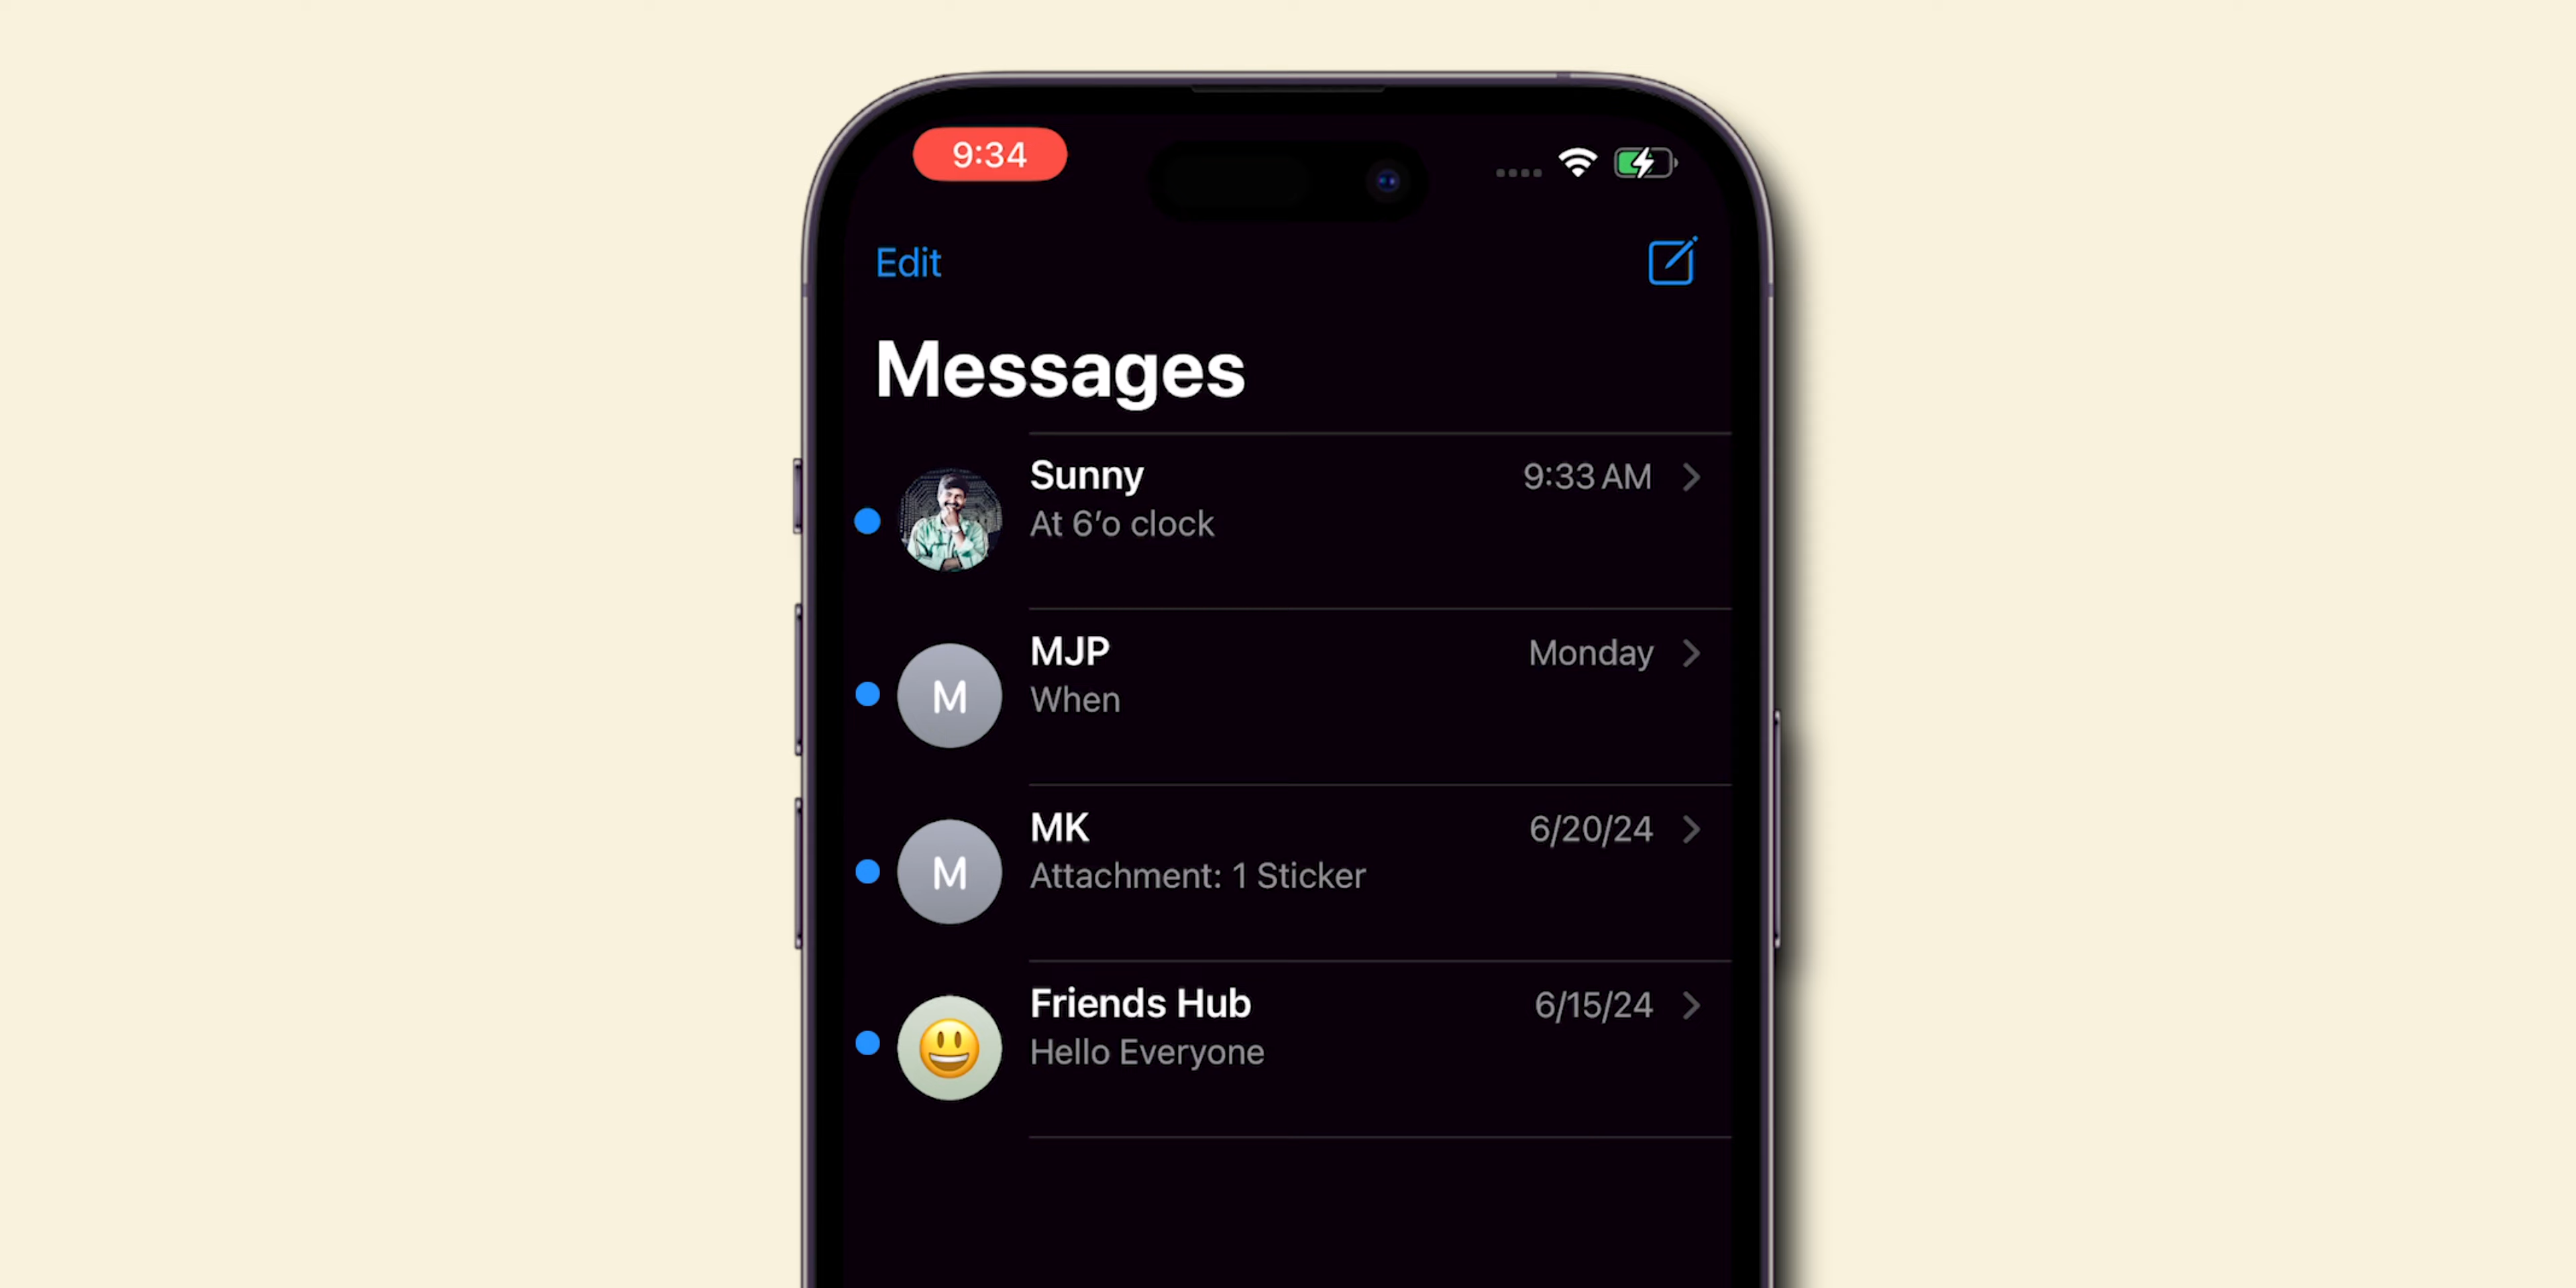 9:34
Edit
Messages
Sunny 9:33 AM
At 6’o clock
MJP Monday
M
When
MK 6/20/24
M
Attachment: 1 Sticker
Friends Hub 6/15/24
Hello Everyone